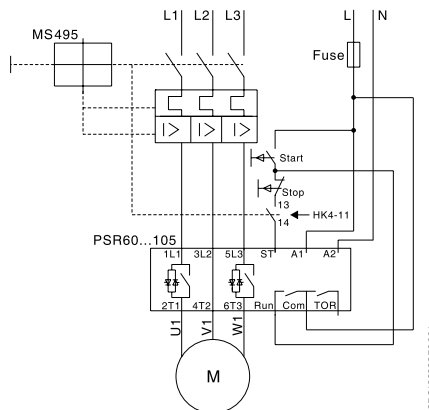 L1 L2 L3 L N
MS495
Fuse
Start
Stop
13
14 HK4-11
PSR60...105
1L1 3L2 5L3 ST A1 A2
2T1 4T2 6T3 Run Com TOR
U1 V1 W1
M